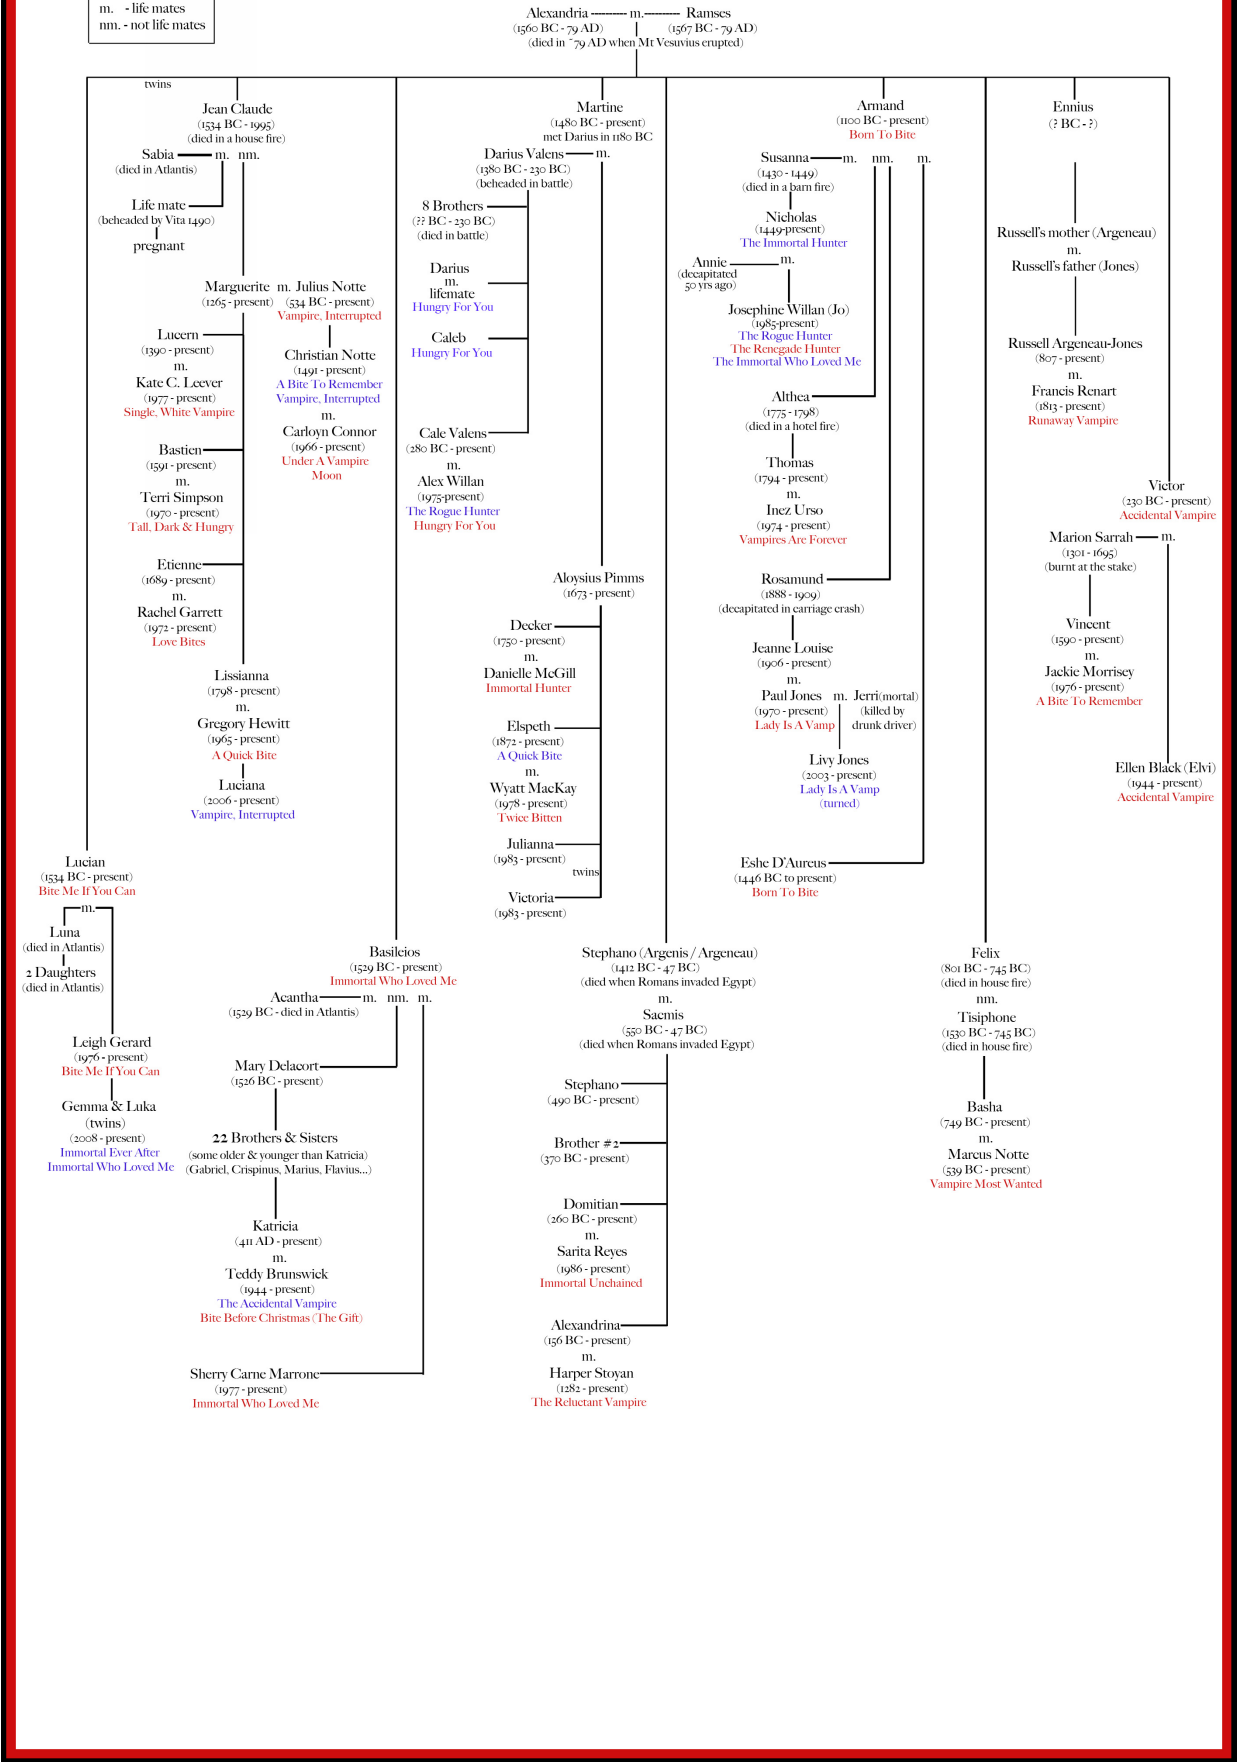 m. - life mates
nm. - not life mates
Alexandria ---------- m.---------- Ramses
(1560 BC - 79 AD) (1567 BC - 79 AD)
(died in ~79 AD when Mt Vesuvius erupted)
twins
Jean Claude
(1534 BC - 1995)
(died in a house fire)
Sabia m. nm.
(died in Atlantis)
Life mate
(beheaded by Vita 1490)
pregnant
Marguerite m. Julius Notte
(1265 - present) (534 BC - present)
Vampire, Interrupted
Lucern
(1390 - present)
m.
Kate C. Leever
(1977 - present)
Single, White Vampire
Christian Notte
(1491 - present)
A Bite To Remember
Vampire, Interrupted
m.
Carloyn Connor
(1966 - present)
Under A Vampire
Moon
Bastien
(1591 - present)
m.
Terri Simpson
(1970 - present)
Tall, Dark & Hungry
Etienne
(1689 - present)
m.
Rachel Garrett
(1972 - present)
Love Bites
Lissianna
(1798 - present)
m.
Gregory Hewitt
(1965 - present)
A Quick Bite
Luciana
(2006 - present)
Vampire, Interrupted
Lucian
(1534 BC - present)
Bite Me If You Can
m.
Luna
(died in Atlantis)
2 Daughters
(died in Atlantis)
Leigh Gerard
(1976 - present)
Bite Me If You Can
Gemma & Luka
(twins)
(2008 - present)
Immortal Ever After
Immortal Who Loved Me
Basileios
(1529 BC - present)
Immortal Who Loved Me
Acantha m. nm. m.
(1529 BC - died in Atlantis)
Mary Delacort
(1526 BC - present)
22 Brothers & Sisters
(some older & younger than Katricia)
(Gabriel, Crispinus, Marius, Flavius...)
Katricia
(411 AD - present)
m.
Teddy Brunswick
(1944 - present)
The Accidental Vampire
Bite Before Christmas (The Gift)
Sherry Carne Marrone
(1977 - present)
Immortal Who Loved Me
Martine
(1480 BC - present)
met Darius in 1180 BC
Darius Valens m.
(1380 BC - 230 BC)
(beheaded in battle)
8 Brothers
(?? BC - 230 BC)
(died in battle)
Darius
m.
lifemate
Hungry For You
Caleb
Hungry For You
Cale Valens
(280 BC - present)
m.
Alex Willan
(1975-present)
The Rogue Hunter
Hungry For You
Aloysius Pimms
(1673 - present)
Decker
(1750 - present)
m.
Danielle McGill
Immortal Hunter
Elspeth
(1872 - present)
A Quick Bite
m.
Wyatt MacKay
(1978 - present)
Twice Bitten
Julianna
(1983 - present)
twins
Victoria
(1983 - present)
Stephano (Argenis / Argeneau)
(1412 BC - 47 BC)
(died when Romans invaded Egypt)
m.
Sacmis
(550 BC - 47 BC)
(died when Romans invaded Egypt)
Stephano
(490 BC - present)
Brother #2
(370 BC - present)
Domitian
(260 BC - present)
m.
Sarita Reyes
(1986 - present)
Immortal Unchained
Alexandrina
(156 BC - present)
m.
Harper Stoyan
(1282 - present)
The Reluctant Vampire
Armand
(1100 BC - present)
Born To Bite
Susanna m. nm. m.
(1430 - 1449)
(died in a barn fire)
Nicholas
(1449-present)
The Immortal Hunter
Annie m.
(decapitated
50 yrs ago)
Josephine Willan (Jo)
(1985-present)
The Rogue Hunter
The Renegade Hunter
The Immortal Who Loved Me
Althea
(1775 - 1798)
(died in a hotel fire)
Thomas
(1794 - present)
m.
Inez Urso
(1974 - present)
Vampires Are Forever
Rosamund
(1888 - 1909)
(decapitated in carriage crash)
Jeanne Louise
(1906 - present)
m.
Paul Jones m. Jerri(mortal)
(1970 - present) (killed by
Lady Is A Vamp drunk driver)
Livy Jones
(2003 - present)
Lady Is A Vamp
(turned)
Eshe D'Aureus
(1446 BC to present)
Born To Bite
Felix
(801 BC - 745 BC)
(died in house fire)
nm.
Tisiphone
(1530 BC - 745 BC)
(died in house fire)
Basha
(749 BC - present)
m.
Marcus Notte
(539 BC - present)
Vampire Most Wanted
Ennius
(? BC - ?)
Russell's mother (Argeneau)
m.
Russell's father (Jones)
Russell Argeneau-Jones
(807 - present)
m.
Francis Renart
(1813 - present)
Runaway Vampire
Victor
(230 BC - present)
Accidental Vampire
Marion Sarrah m.
(1301 - 1695)
(burnt at the stake)
Vincent
(1590 - present)
m.
Jackie Morrisey
(1976 - present)
A Bite To Remember
Ellen Black (Elvi)
(1944 - present)
Accidental Vampire